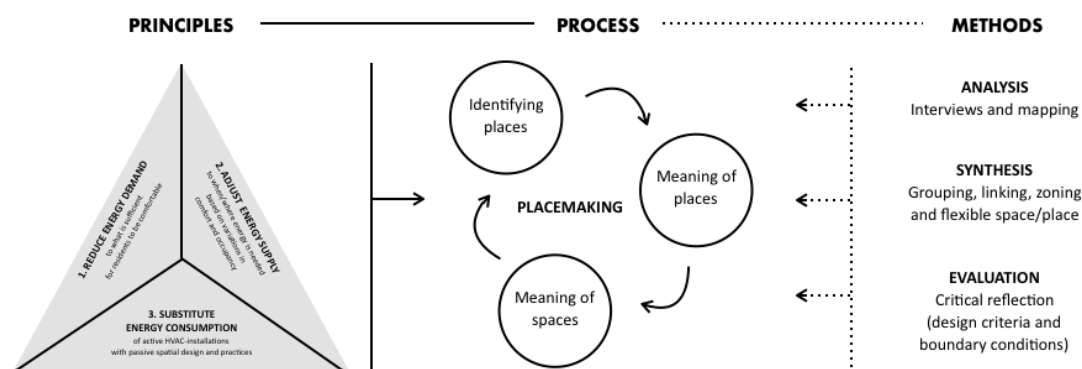 PRINCIPLES
PROCESS
METHODS
1. REDUCE ENERGY DEMAND
to what is sufficient
for residents to be comfortable
2. ADJUST ENERGY SUPPLY
to when/where energy is needed
based on variations in
comfort and occupancy
3. SUBSTITUTE
ENERGY CONSUMPTION
of active HVAC-installations
with passive spatial design and practices
Identifying
places
Meaning of
places
PLACEMAKING
Meaning of
spaces
ANALYSIS
Interviews and mapping
SYNTHESIS
Grouping, linking, zoning
and flexible space/place
EVALUATION
Critical reflection
(design criteria and
boundary conditions)